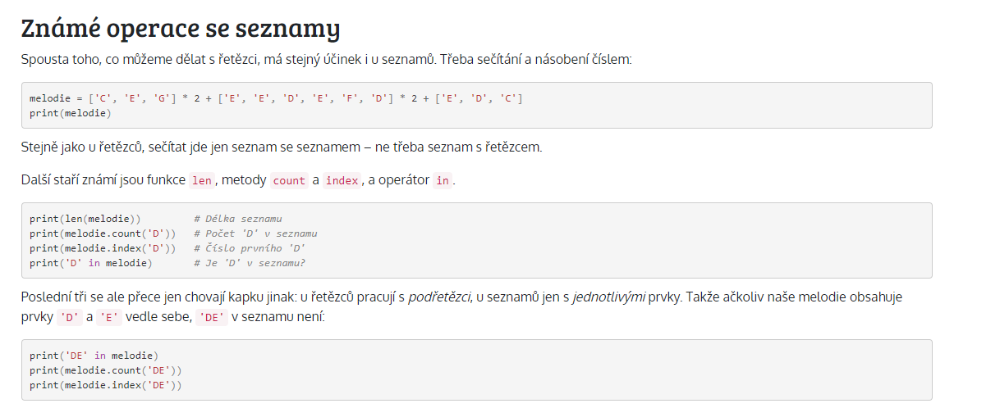 Známé operace se seznamy
Spousta toho, co můžeme dělat s řetězci, má stejný účinek i u seznamů. Třeba sečítání a násobení číslem:
melodie = ['C', 'E', 'G'] * 2 + ['E', 'E', 'D', 'E', 'F', 'D'] * 2 + ['E', 'D', 'C']
print(melodie)
Stejně jako u řetězců, sečítat jde jen seznam se seznamem – ne třeba seznam s řetězcem.
Další staří známí jsou funkce len, metody count a index, a operátor in.
print(len(melodie))         # Délka seznamu
print(melodie.count('D'))   # Počet 'D' v seznamu
print(melodie.index('D'))   # Číslo prvního 'D'
print('D' in melodie)       # Je 'D' v seznamu?
Poslední tři se ale přece jen chovají kapku jinak: u řetězců pracují s podřetězci, u seznamů jen s jednotlivými prvky. Takže ačkoliv naše melodie obsahuje
prvky 'D' a 'E' vedle sebe, 'DE' v seznamu není:
print('DE' in melodie)
print(melodie.count('DE'))
print(melodie.index('DE'))